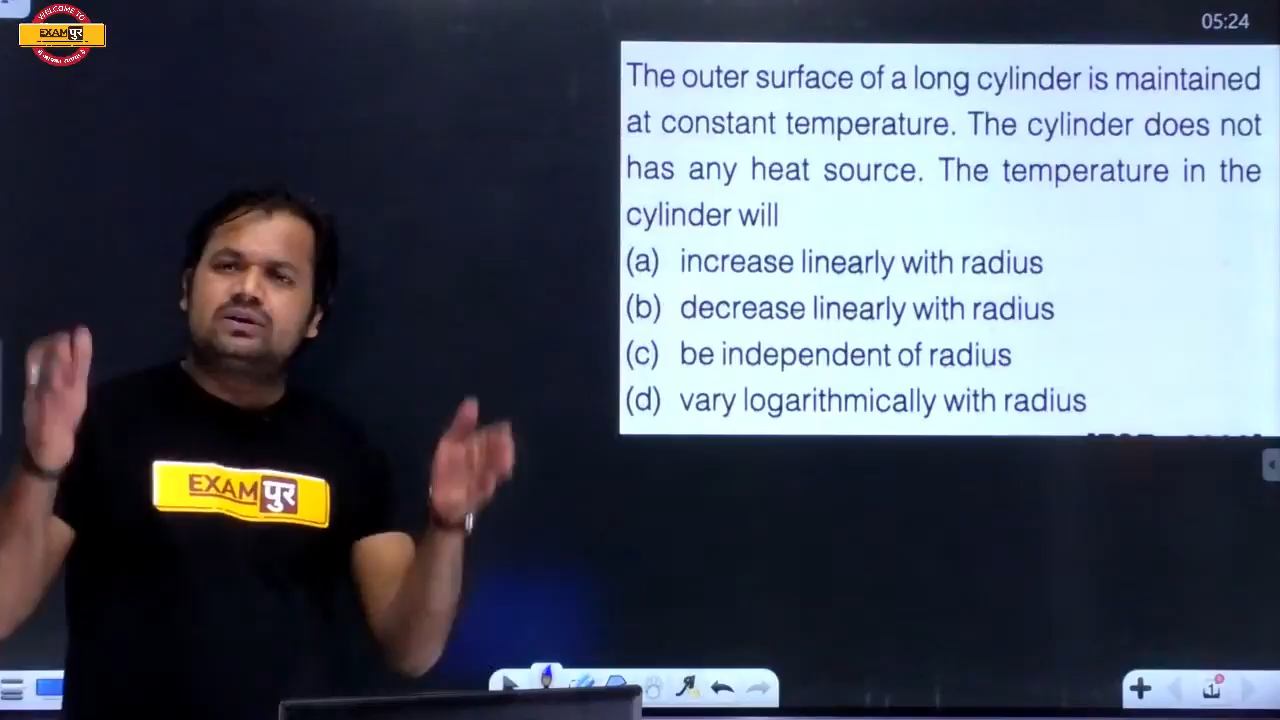 WELCOME TO
EXAMपुर
05:24
The outer surface of a long cylinder is maintained
at constant temperature. The cylinder does not
has any heat source. The temperature in the
cylinder will
(a) increase linearly with radius
(b) decrease linearly with radius
(c) be independent of radius
(d) vary logarithmically with radius
EXAMपुर
1